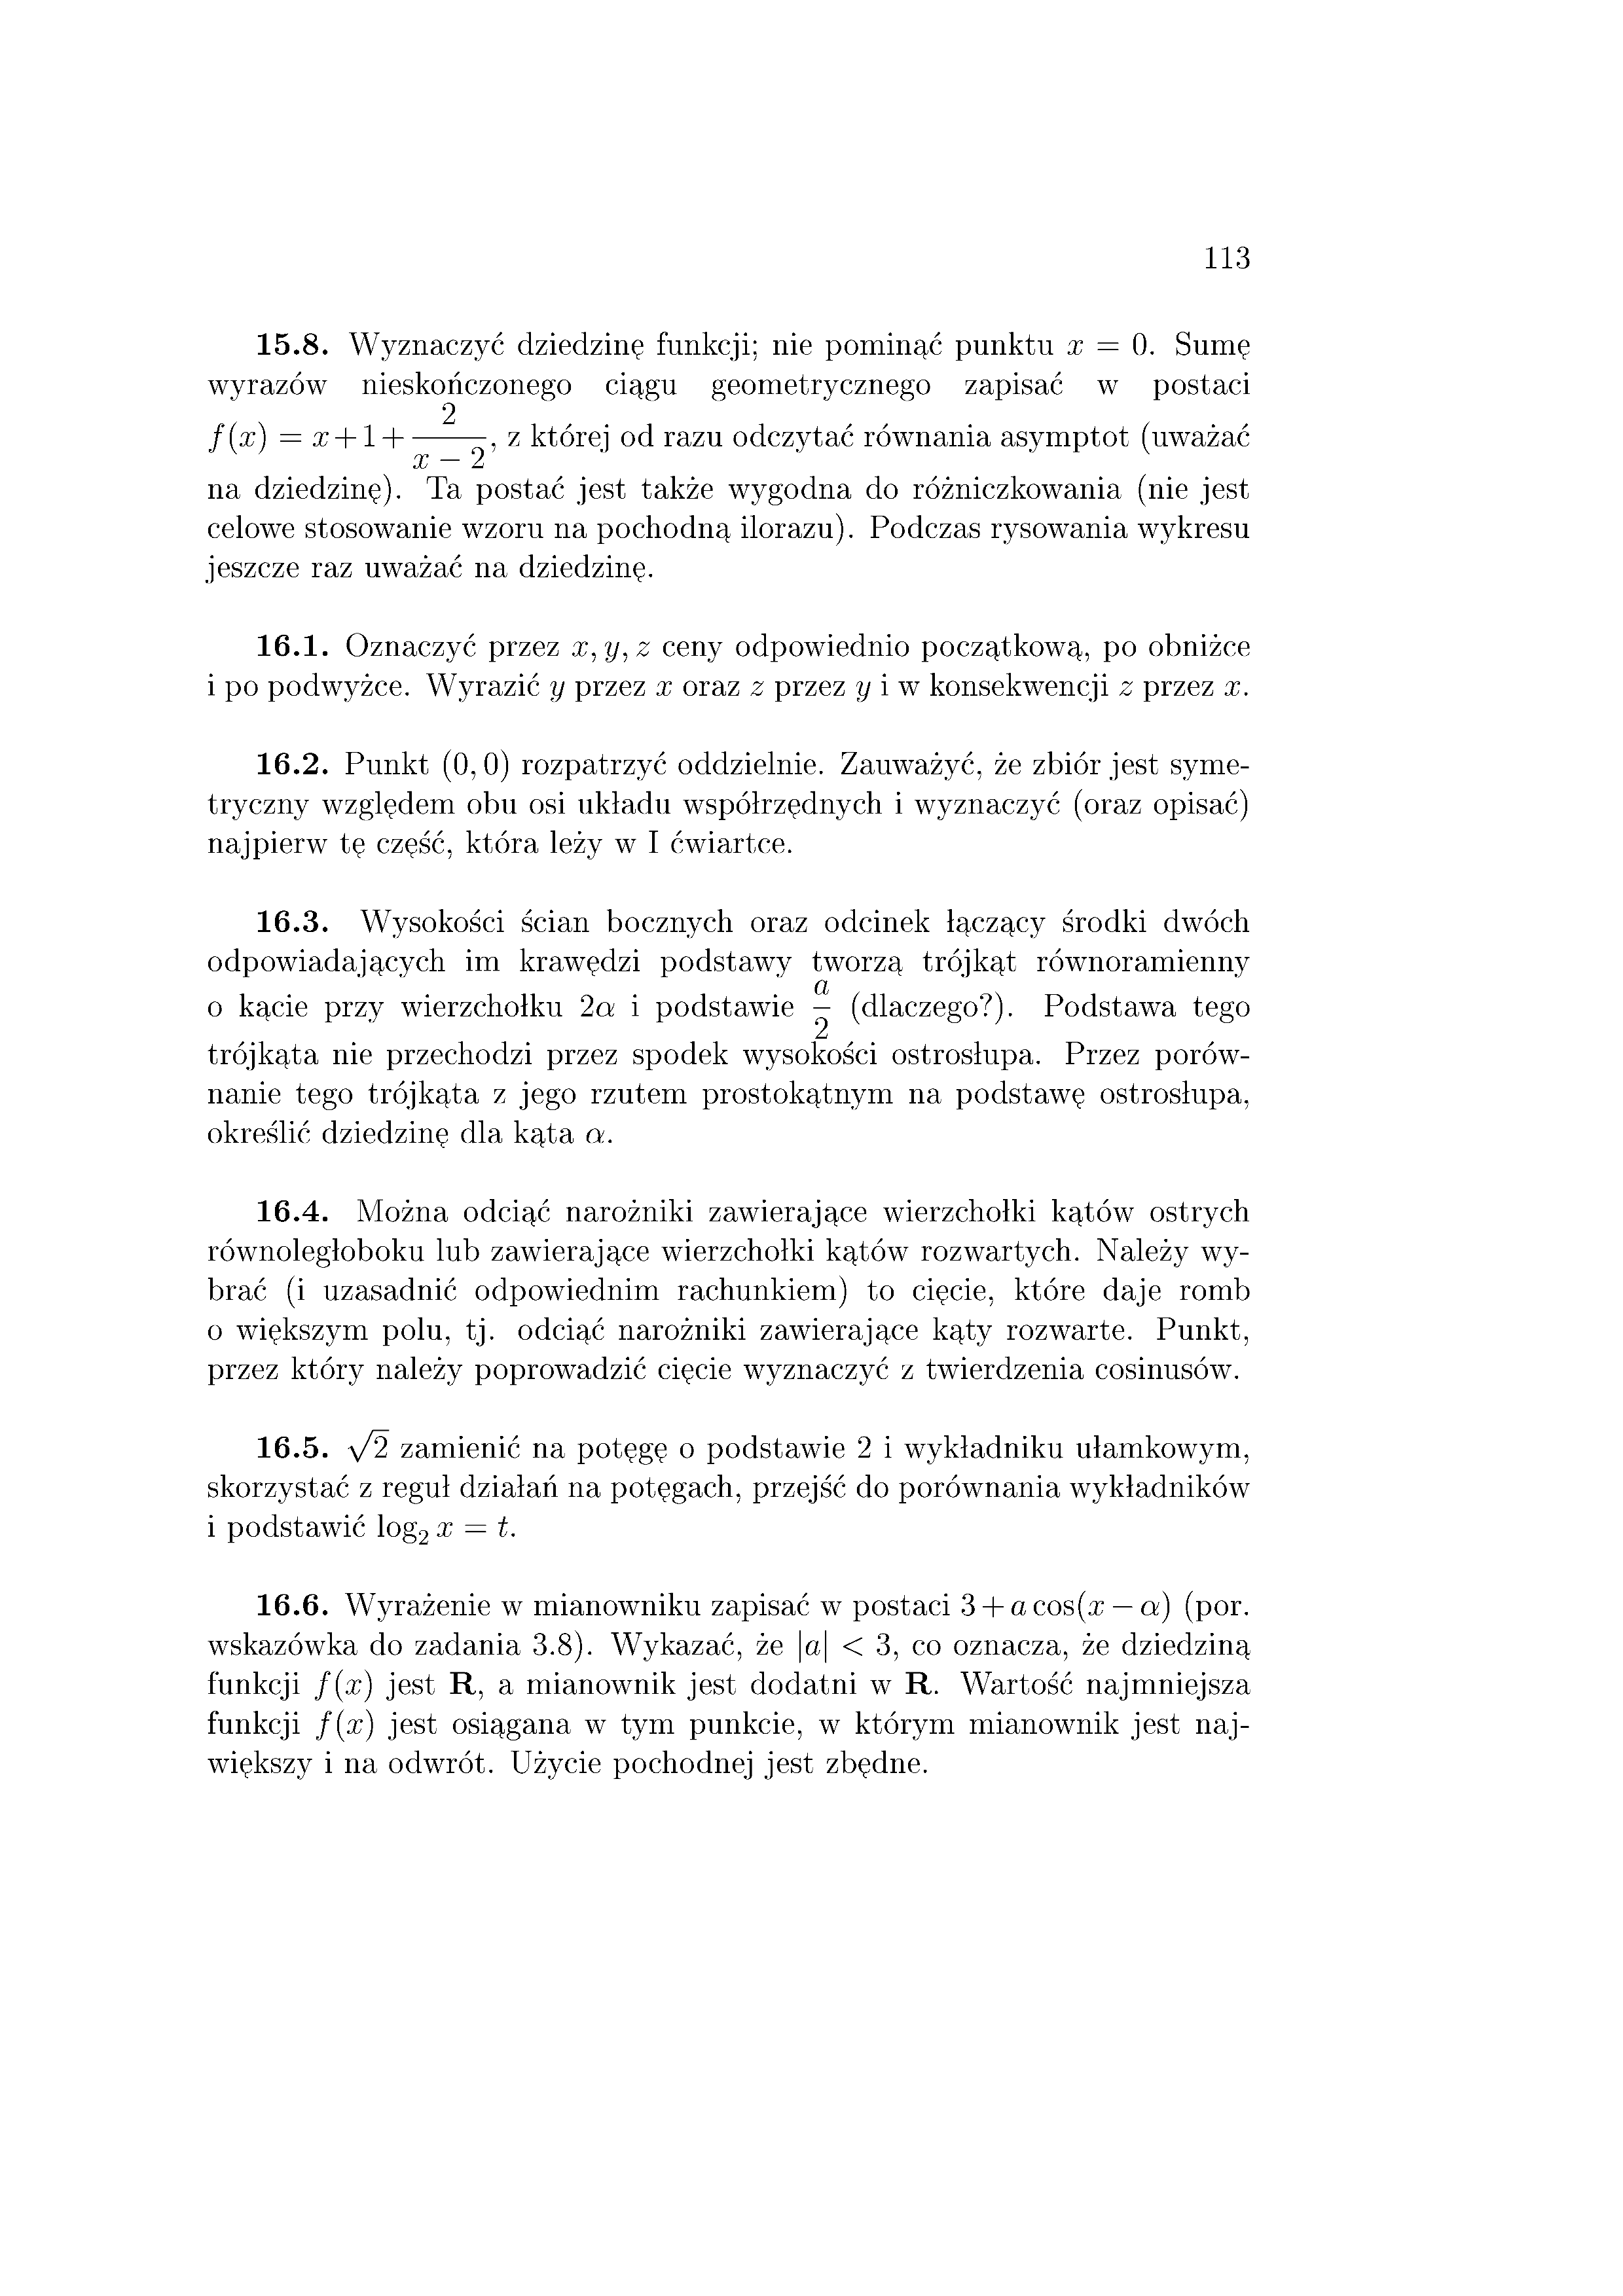 113
15.8. Wyznaczyć dziedzinę funkcji; nie pominąć punktu x = 0. Sumę
wyrazów nieskończonego ciągu geometrycznego zapisać w postaci
f(x) = x + 1 + \frac{2}{x − 2}, z której od razu odczytać równania asymptot (uważać
na dziedzinę). Ta postać jest także wygodna do różniczkowania (nie jest
celowe stosowanie wzoru na pochodną ilorazu). Podczas rysowania wykresu
jeszcze raz uważać na dziedzinę.
16.1. Oznaczyć przez x, y, z ceny odpowiednio początkową, po obniżce
i po podwyżce. Wyrazić y przez x oraz z przez y i w konsekwencji z przez x.
16.2. Punkt (0, 0) rozpatrzyć oddzielnie. Zauważyć, że zbiór jest syme-
tryczny względem obu osi układu współrzędnych i wyznaczyć (oraz opisać)
najpierw tę część, która leży w I ćwiartce.
16.3. Wysokości ścian bocznych oraz odcinek łączący środki dwóch
odpowiadających im krawędzi podstawy tworzą trójkąt równoramienny
o kącie przy wierzchołku 2α i podstawie \frac{a}{2} (dlaczego?). Podstawa tego
trójkąta nie przechodzi przez spodek wysokości ostrosłupa. Przez porów-
nanie tego trójkąta z jego rzutem prostokątnym na podstawę ostrosłupa,
określić dziedzinę dla kąta α.
16.4. Można odciąć narożniki zawierające wierzchołki kątów ostrych
równoległoboku lub zawierające wierzchołki kątów rozwartych. Należy wy-
brać (i uzasadnić odpowiednim rachunkiem) to cięcie, które daje romb
o większym polu, tj. odciąć narożniki zawierające kąty rozwarte. Punkt,
przez który należy poprowadzić cięcie wyznaczyć z twierdzenia cosinusów.
16.5. √2 zamienić na potęgę o podstawie 2 i wykładniku ułamkowym,
skorzystać z reguł działań na potęgach, przejść do porównania wykładników
i podstawić log₂ x = t.
16.6. Wyrażenie w mianowniku zapisać w postaci 3 + a cos(x − α) (por.
wskazówka do zadania 3.8). Wykazać, że |a| < 3, co oznacza, że dziedziną
funkcji f(x) jest R, a mianownik jest dodatni w R. Wartość najmniejsza
funkcji f(x) jest osiągana w tym punkcie, w którym mianownik jest naj-
większy i na odwrót. Użycie pochodnej jest zbędne.